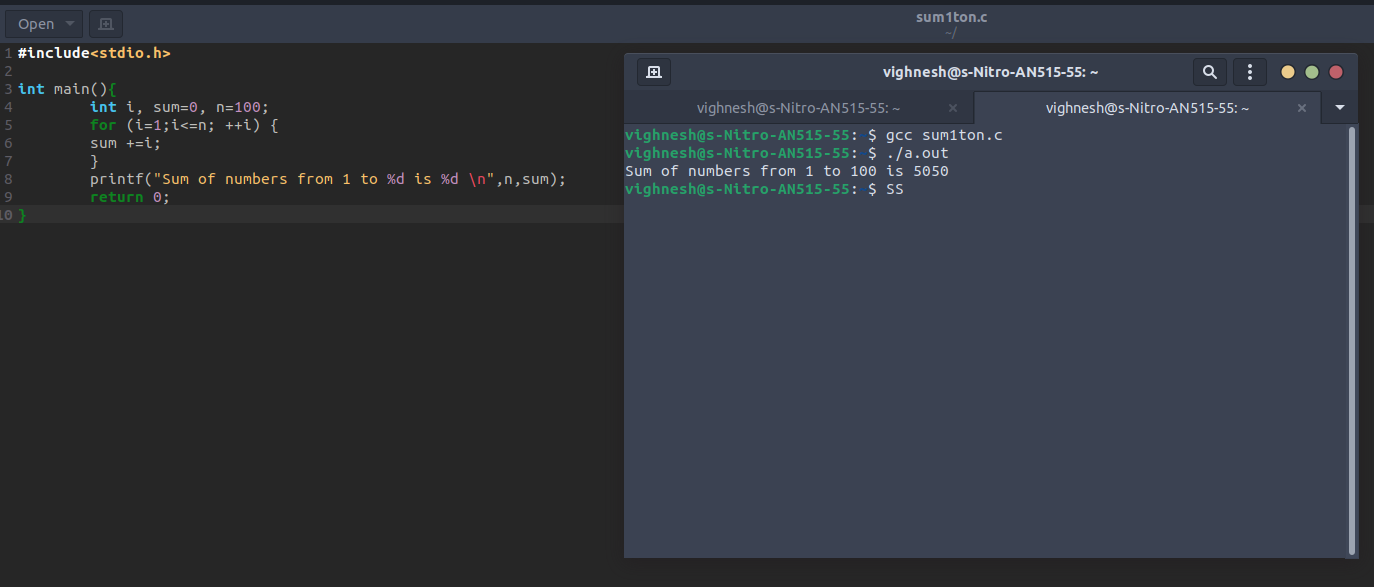 Open
sum1ton.c
~/
1 #include<stdio.h>
2
3 int main(){
4         int i, sum=0, n=100;
5         for (i=1;i<=n; ++i) {
6         sum +=i;
7         }
8         printf("Sum of numbers from 1 to %d is %d \n",n,sum);
9         return 0;
10 }
vighnesh@s-Nitro-AN515-55: ~
vighnesh@s-Nitro-AN515-55: ~ × vighnesh@s-Nitro-AN515-55: ~ ×
vighnesh@s-Nitro-AN515-55:~$ gcc sum1ton.c
vighnesh@s-Nitro-AN515-55:~$ ./a.out
Sum of numbers from 1 to 100 is 5050
vighnesh@s-Nitro-AN515-55:~$ SS